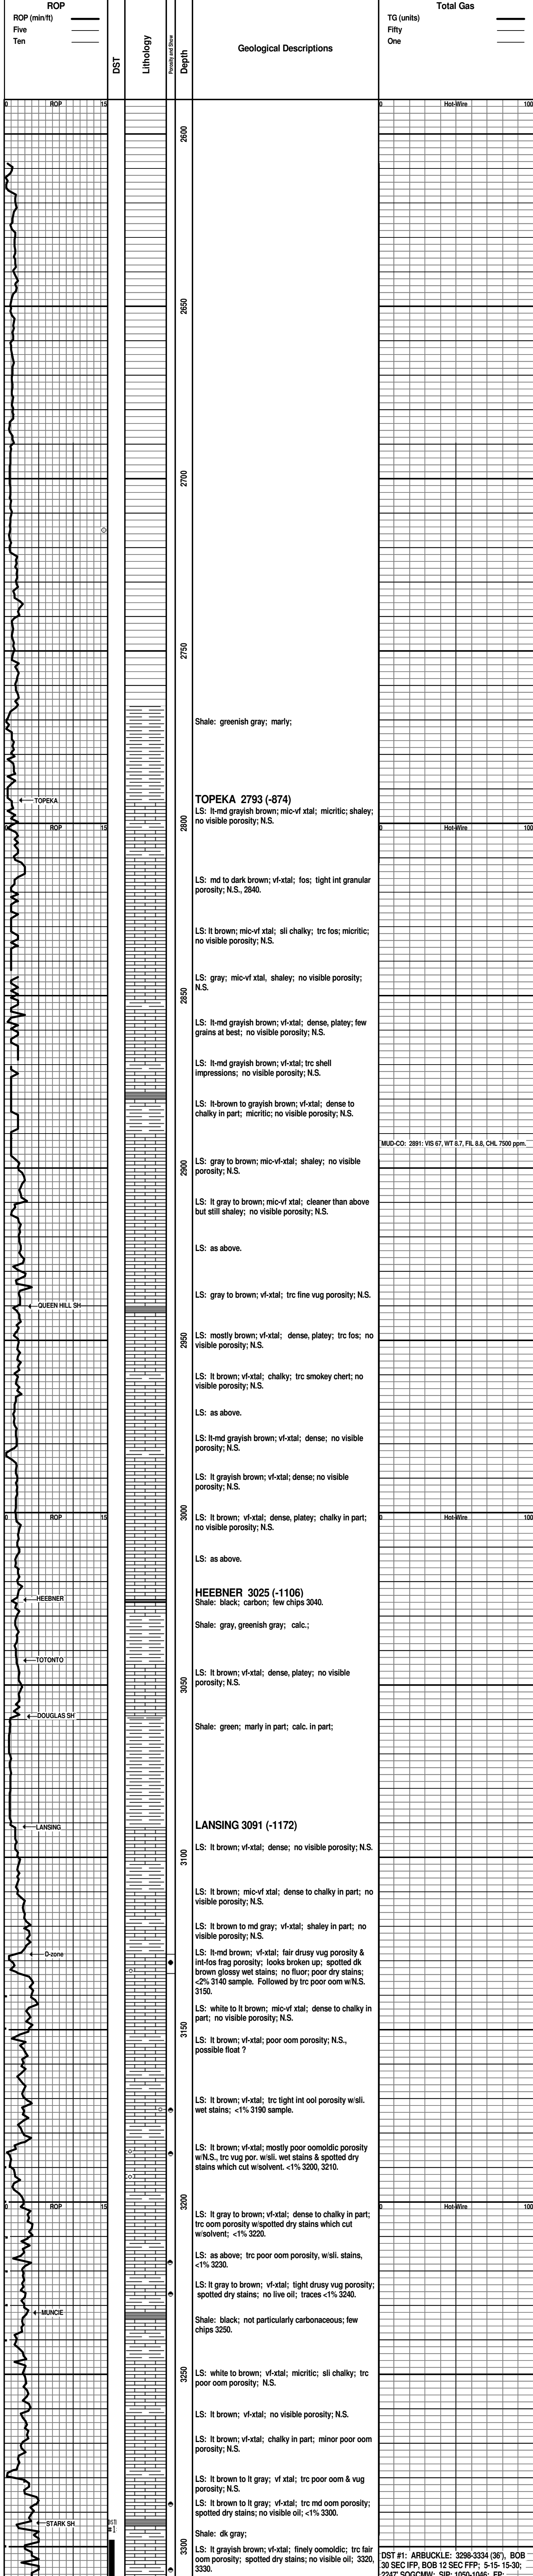 ROP
ROP (min/ft)
Five
Ten
DST
Lithology
Porosity and Show
Depth
Geological Descriptions
Total Gas
TG (units)
Fifty
One
0 ROP 15
0 Hot-Wire 100
2600
2650
2700
2750
Shale: greenish gray; marly;
TOPEKA
TOPEKA 2793 (-874)
LS: lt-md grayish brown; mic-vf xtal; micritic; shaley;
no visible porosity; N.S.
2800
0 ROP 15
0 Hot-Wire 100
LS: md to dark brown; vf-xtal; fos; tight int granular
porosity; N.S., 2840.
LS: lt brown; mic-vf xtal; sli chalky; trc fos; micritic;
no visible porosity; N.S.
LS: gray; mic-vf xtal, shaley; no visible porosity;
N.S.
2850
LS: lt-md grayish brown; vf-xtal; dense, platey; few
grains at best; no visible porosity; N.S.
LS: lt-md grayish brown; vf-xtal; trc shell
impressions; no visible porosity; N.S.
LS: lt-brown to grayish brown; vf-xtal; dense to
chalky in part; micritic; no visible porosity; N.S.
MUD-CO: 2891: VIS 67, WT 8.7, FIL 8.8, CHL 7500 ppm.
2900
LS: gray to brown; mic-vf-xtal; shaley; no visible
porosity; N.S.
LS: lt gray to brown; mic-vf xtal; cleaner than above
but still shaley; no visible porosity; N.S.
LS: as above.
LS: gray to brown; vf-xtal; trc fine vug porosity; N.S.
QUEEN HILL SH
2950
LS: mostly brown; vf-xtal; dense, platey; trc fos; no
visible porosity; N.S.
LS: lt brown; vf-xtal; chalky; trc smokey chert; no
visible porosity; N.S.
LS: as above.
LS: lt-md grayish brown; vf-xtal; dense; no visible
porosity; N.S.
LS: lt grayish brown; vf-xtal; dense; no visible
porosity; N.S.
3000
0 ROP 15
0 Hot-Wire 100
LS: lt brown; vf-xtal; dense, platey; chalky in part;
no visible porosity; N.S.
LS: as above.
HEEBNER 3025 (-1106)
HEEBNER
Shale: black; carbon; few chips 3040.
Shale: gray, greenish gray; calc.;
TOTONTO
LS: lt brown; vf-xtal; dense, platey; no visible
porosity; N.S.
3050
DOUGLAS SH
Shale: green; marly in part; calc. in part;
LANSING 3091 (-1172)
LANSING
LS: lt brown; vf-xtal; dense; no visible porosity; N.S.
3100
LS: lt brown; mic-vf xtal; dense to chalky in part; no
visible porosity; N.S.
LS: lt brown to md gray; vf-xtal; shaley in part; no
visible porosity; N.S.
D-zone
LS: lt-md brown; vf-xtal; fair drusy vug porosity &
int-fos frag porosity; looks broken up; spotted dk
brown glossy wet stains; no fluor; poor dry stains;
<2% 3140 sample. Followed by trc poor oom w/N.S.
3150.
LS: white to lt brown; mic-vf xtal; dense to chalky in
part; no visible porosity; N.S.
3150
LS: lt brown; vf-xtal; poor oom porosity; N.S.,
possible float ?
LS: lt brown; vf-xtal; trc tight int ool porosity w/sli.
wet stains; <1% 3190 sample.
LS: lt brown; vf-xtal; mostly poor oomoldic porosity
w/N.S., trc vug por. w/sli. wet stains & spotted dry
stains which cut w/solvent. <1% 3200, 3210.
3200
0 ROP 15
0 Hot-Wire 100
LS: lt gray to brown; vf-xtal; dense to chalky in part;
trc oom porosity w/spotted dry stains which cut
w/solvent; <1% 3220.
LS: as above; trc poor oom porosity, w/sli. stains,
<1% 3230.
LS: lt gray to brown; vf-xtal; tight drusy vug porosity;
spotted dry stains; no live oil; traces <1% 3240.
MUNCIE
Shale: black; not particularly carbonaceous; few
chips 3250.
3250
LS: white to brown; vf-xtal; micritic; sli chalky; trc
poor oom porosity; N.S.
LS: lt brown; vf-xtal; no visible porosity; N.S.
LS: lt brown; vf-xtal; chalky in part; minor poor oom
porosity; N.S.
LS: lt brown to lt gray; vf xtal; trc poor oom & vug
porosity; N.S.
LS: lt brown to lt gray; vf-xtal; trc md oom porosity;
spotted dry stains; no visible oil; <1% 3300.
STARK SH
Shale: dk gray;
3300
LS: lt grayish brown; vf-xtal; finely oomoldic; trc fair
oom porosity; spotted dry stains; no visible oil; 3320,
3330.
DST #1: ARBUCKLE: 3298-3334 (36'), BOB
30 SEC IFP, BOB 12 SEC FFP; 5-15- 15-30;
2247' SOGCMW; SIP: 1050-1046; FP: